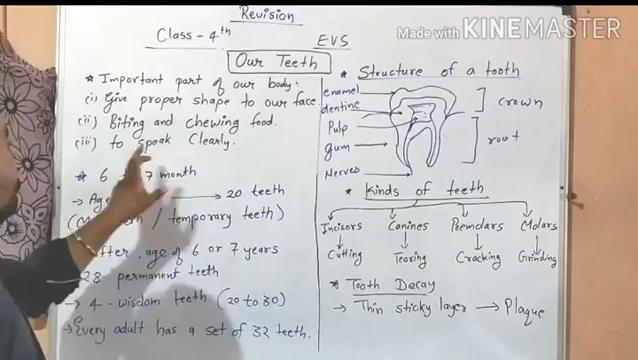 Revision
Class - 4th
EVS
Made with KINEMASTER
Our Teeth
* Important part of our body:
(i) Give proper shape to our face.
(ii) Biting and chewing food.
(iii) to speak Clearly.
* 6 7 month
→ Age → 20 teeth
(M / temporary teeth)
After age of 6 or 7 years
28 permanent teeth
→ 4 - wisdom teeth (20 to 30)
→ Every adult has a set of 32 teeth.
* Structure of a tooth
enamel
dentine
Pulp
gum
Nerves
Crown
root
* Kinds of teeth
Incisors Canines Premolars Molars
Cutting Tearing Cracking Grinding
* Tooth Decay
→ Thin sticky layer → Plaque